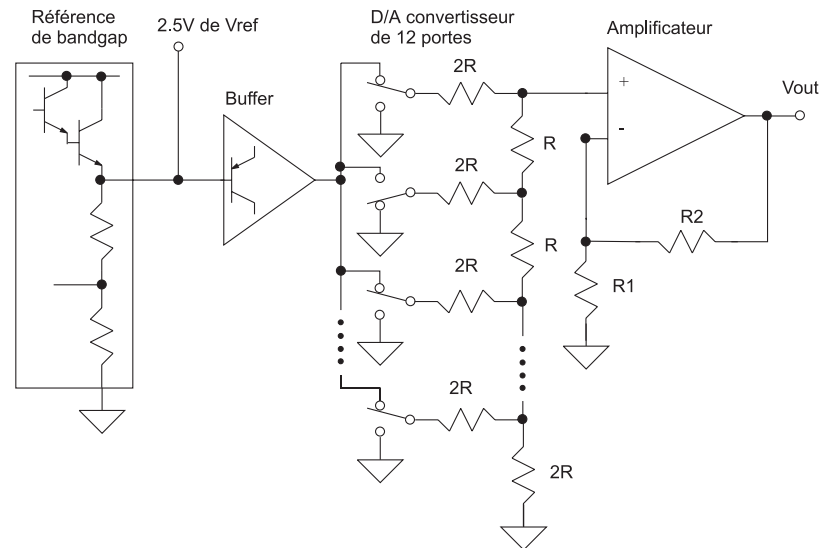 Référence
de bandgap
2.5V de Vref
D/A convertisseur
de 12 portes
Amplificateur
Buffer
2R
+
-
Vout
R
2R
R
2R
R2
R1
2R
2R